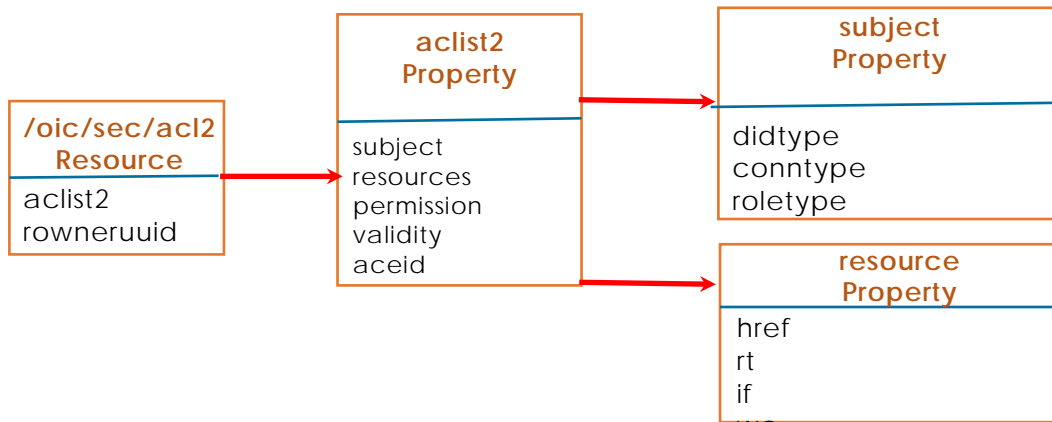 /oic/sec/acl2
Resource
aclist2
rowneruuid
aclist2
Property
subject
resources
permission
validity
aceid
subject
Property
didtype
conntype
roletype
resource
Property
href
rt
if